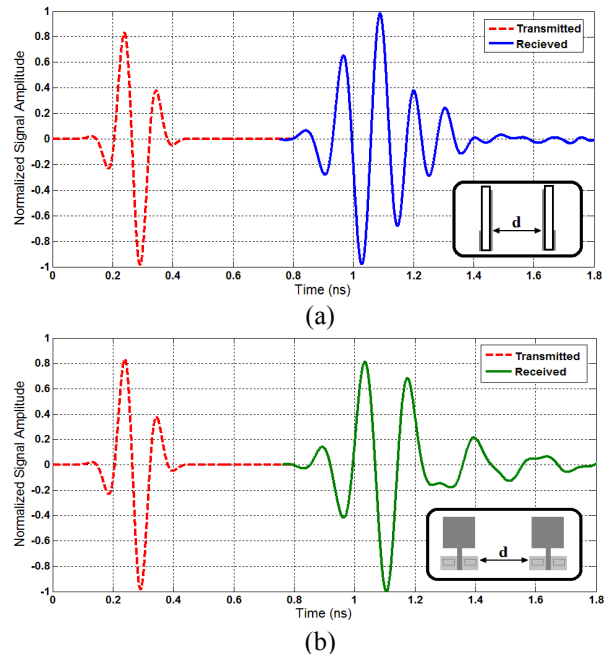 1
0.8
0.6
0.4
0.2
0
-0.2
-0.4
-0.6
-0.8
-1
Normalized Signal Amplitude
Transmitted
Recieved
d
0 0.2 0.4 0.6 0.8 1 1.2 1.4 1.6 1.8
Time (ns)
(a)
1
0.8
0.6
0.4
0.2
0
-0.2
-0.4
-0.6
-0.8
-1
Normalized Signal Amplitude
Transmitted
Received
d
0 0.2 0.4 0.6 0.8 1 1.2 1.4 1.6 1.8
Time (ns)
(b)